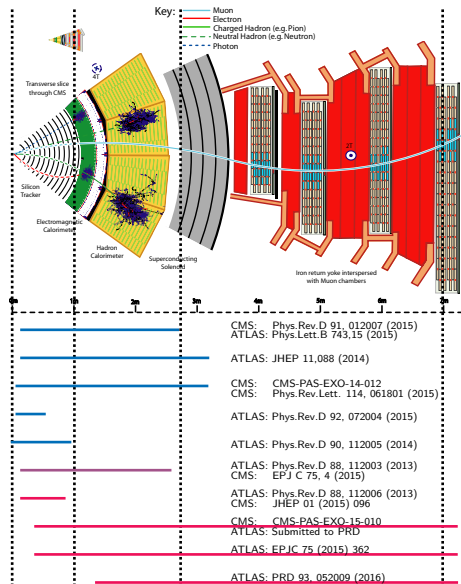 Key:
Muon
Electron
Charged Hadron (e.g. Pion)
Neutral Hadron (e.g. Neutron)
Photon
Transverse slice
through CMS
4T
2T
Silicon
Tracker
Electromagnetic
Calorimeter
Hadron
Calorimeter
Superconducting
Solenoid
Iron return yoke interspersed
with Muon chambers
0m 1m 2m 3m 4m 5m 6m 7m
CMS: Phys.Rev.D 91, 012007 (2015)
ATLAS: Phys.Lett.B 743,15 (2015)
ATLAS: JHEP 11,088 (2014)
CMS: CMS-PAS-EXO-14-012
CMS: Phys.Rev.Lett. 114, 061801 (2015)
ATLAS: Phys.Rev.D 92, 072004 (2015)
ATLAS: Phys.Rev.D 90, 112005 (2014)
ATLAS: Phys.Rev.D 88, 112003 (2013)
CMS: EPJ C 75, 4 (2015)
ATLAS: Phys.Rev.D 88, 112006 (2013)
CMS: JHEP 01 (2015) 096
CMS: CMS-PAS-EXO-15-010
ATLAS: Submitted to PRD
ATLAS: EPJC 75 (2015) 362
ATLAS: PRD 93, 052009 (2016)